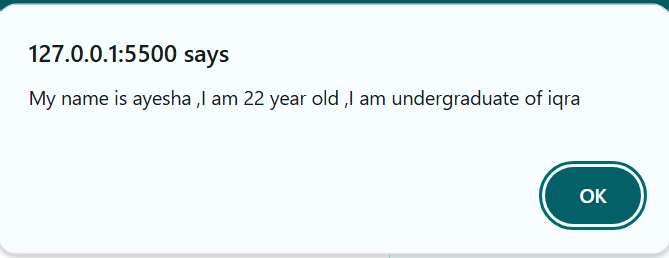 127.0.0.1:5500 says
My name is ayesha ,I am 22 year old ,I am undergraduate of iqra
OK